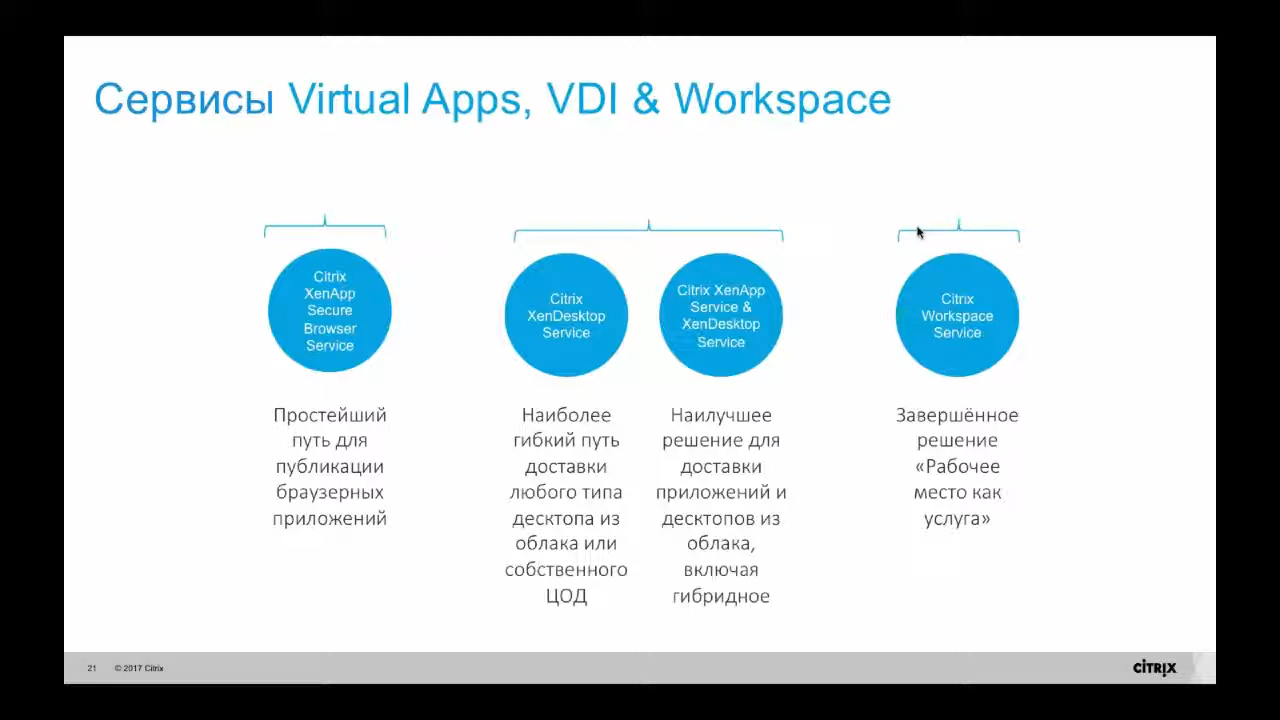 Сервисы Virtual Apps, VDI & Workspace
Citrix
XenApp
Secure
Browser
Service
Простейший
путь для
публикации
браузерных
приложений
Citrix
XenDesktop
Service
Наиболее
гибкий путь
доставки
любого типа
десктопа из
облака или
собственного
ЦОД
Citrix XenApp
Service &
XenDesktop
Service
Наилучшее
решение для
доставки
приложений и
десктопов из
облака,
включая
гибридное
Citrix
Workspace
Service
Завершённое
решение
«Рабочее
место как
услуга»
21 © 2017 Citrix
CITRIX